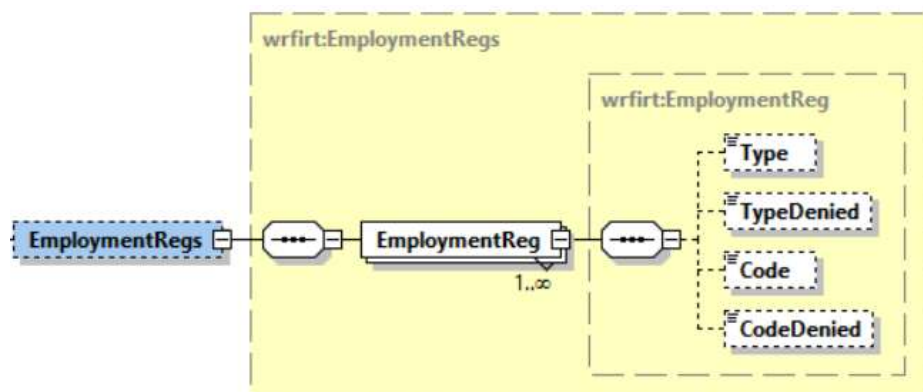 wrfirt:EmploymentRegs
wrfirt:EmploymentReg
Type
TypeDenied
EmploymentRegs
EmploymentReg
1..∞
Code
CodeDenied